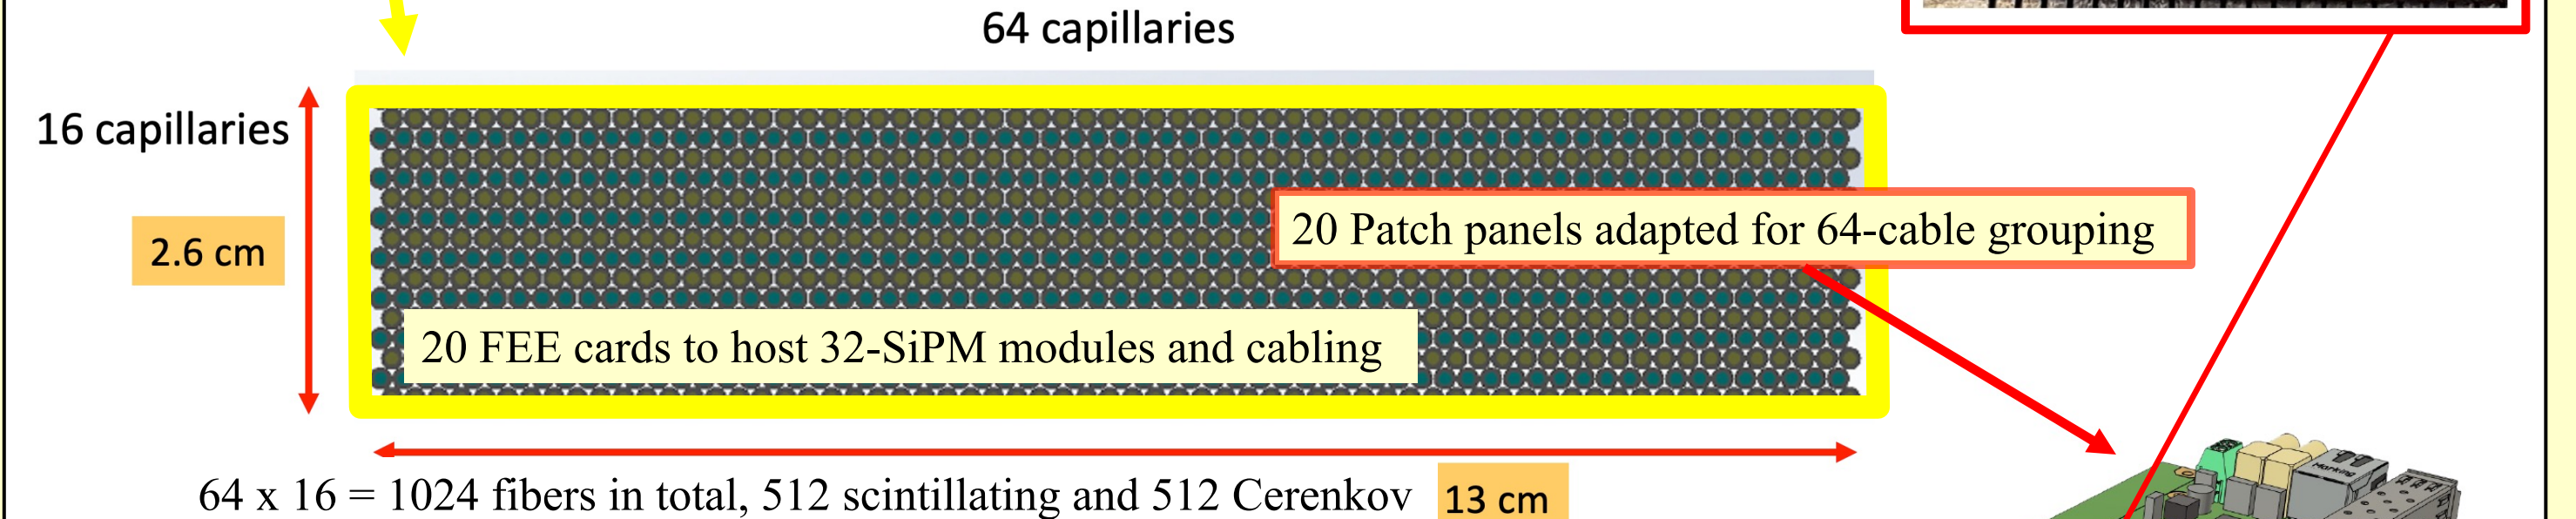 64 capillaries
16 capillaries
2.6 cm
20 Patch panels adapted for 64-cable grouping
20 FEE cards to host 32-SiPM modules and cabling
64 x 16 = 1024 fibers in total, 512 scintillating and 512 Cerenkov
13 cm